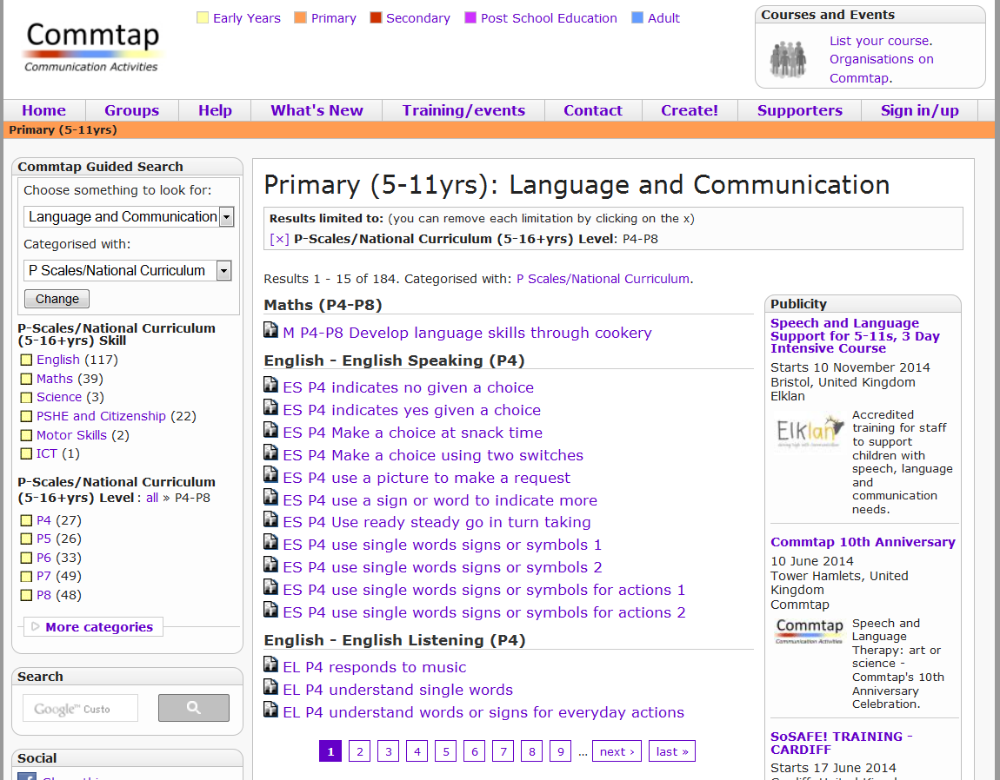 Commtap
Communication Activities
Early Years Primary Secondary Post School Education Adult
Courses and Events
List your course.
Organisations on
Commtap.
Home Groups Help What's New Training/events Contact Create! Supporters Sign in/up
Primary (5-11yrs)
Commtap Guided Search
Choose something to look for:
Language and Communication
Categorised with:
P Scales/National Curriculum
Change
P-Scales/National Curriculum
(5-16+yrs) Skill
English (117)
Maths (39)
Science (3)
PSHE and Citizenship (22)
Motor Skills (2)
ICT (1)
P-Scales/National Curriculum
(5-16+yrs) Level : all » P4-P8
P4 (27)
P5 (26)
P6 (33)
P7 (49)
P8 (48)
More categories
Search
Google™ Custo
Social
Primary (5-11yrs): Language and Communication
Results limited to: (you can remove each limitation by clicking on the x)
[×] P-Scales/National Curriculum (5-16+yrs) Level: P4-P8
Results 1 - 15 of 184. Categorised with: P Scales/National Curriculum.
Maths (P4-P8)
M P4-P8 Develop language skills through cookery
English - English Speaking (P4)
ES P4 indicates no given a choice
ES P4 indicates yes given a choice
ES P4 Make a choice at snack time
ES P4 Make a choice using two switches
ES P4 use a picture to make a request
ES P4 use a sign or word to indicate more
ES P4 Use ready steady go in turn taking
ES P4 use single words signs or symbols 1
ES P4 use single words signs or symbols 2
ES P4 use single words signs or symbols for actions 1
ES P4 use single words signs or symbols for actions 2
English - English Listening (P4)
EL P4 responds to music
EL P4 understand single words
EL P4 understand words or signs for everyday actions
1 2 3 4 5 6 7 8 9 ... next › last »
Publicity
Speech and Language
Support for 5-11s, 3 Day
Intensive Course
Starts 10 November 2014
Bristol, United Kingdom
Elklan
Elklan
Accredited
training for staff
to support
children with
speech, language
and
communication
needs.
Commtap 10th Anniversary
10 June 2014
Tower Hamlets, United
Kingdom
Commtap
Commtap
Communication Activities
Speech and
Language
Therapy: art or
science -
Commtap's 10th
Anniversary
Celebration.
SoSAFE! TRAINING -
CARDIFF
Starts 17 June 2014